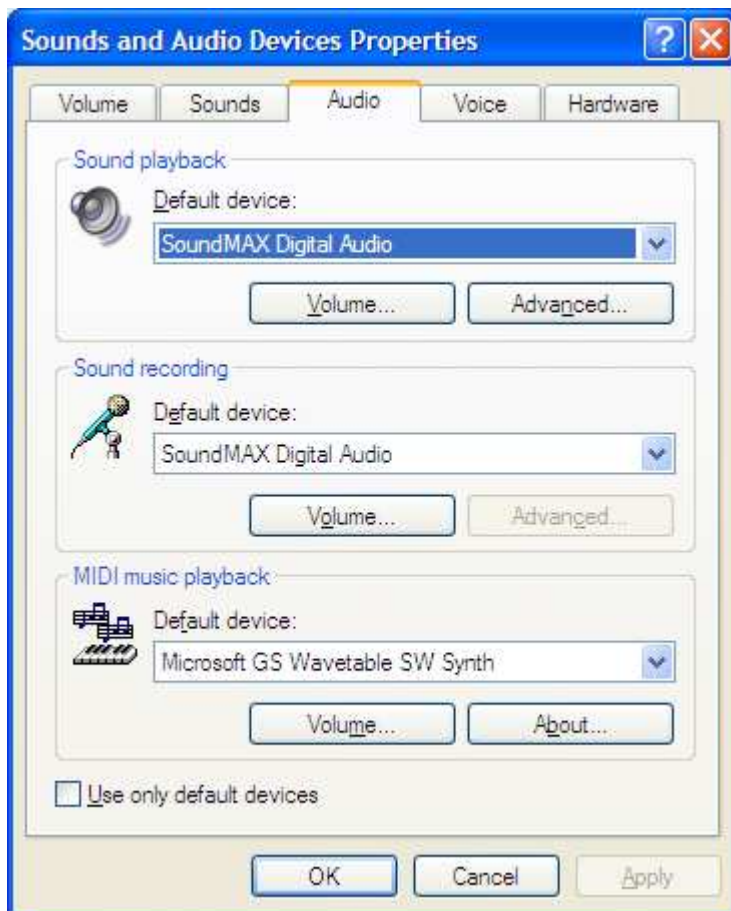 Sounds and Audio Devices Properties
?
Volume Sounds Audio Voice Hardware
Sound playback
Default device:
SoundMAX Digital Audio
Volume... Advanced...
Sound recording
Default device:
SoundMAX Digital Audio
Volume... Advanced...
MIDI music playback
Default device:
Microsoft GS Wavetable SW Synth
Volume... About...
Use only default devices
OK Cancel Apply